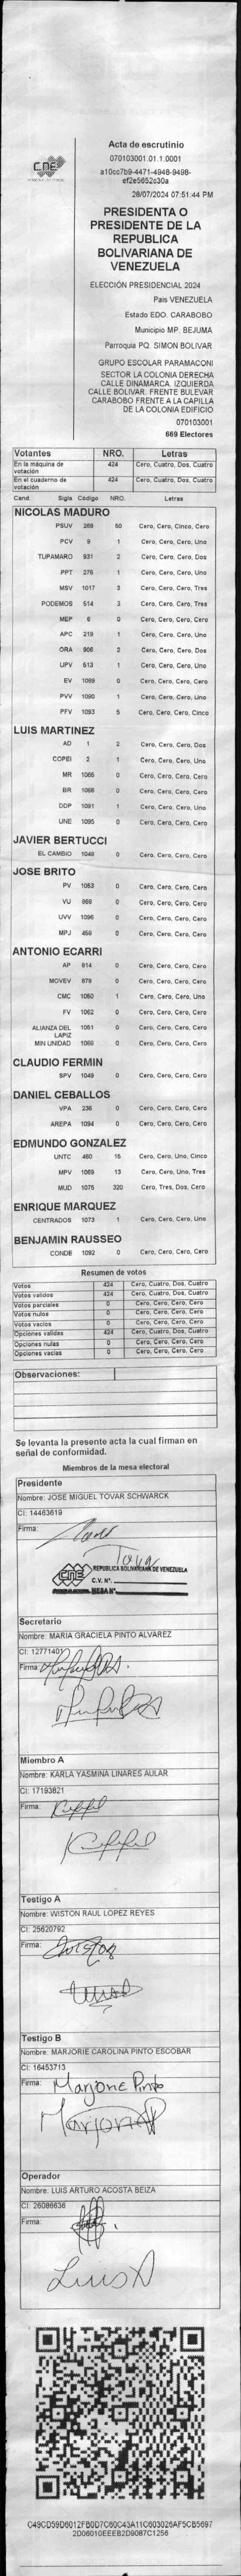 CNE
Acta de escrutinio
070103001.01.1.0001
a10cc7b9-4471-4948-9498-
ef2e5652c30a
28/07/2024 07:51:44 PM
PRESIDENTA O
PRESIDENTE DE LA
REPUBLICA
BOLIVARIANA DE
VENEZUELA
ELECCIÓN PRESIDENCIAL 2024
Pais VENEZUELA
Estado EDO. CARABOBO
Municipio MP. BEJUMA
Parroquia PQ. SIMON BOLIVAR
GRUPO ESCOLAR PARAMACONI
SECTOR LA COLONIA DERECHA
CALLE DINAMARCA. IZQUIERDA
CALLE BOLIVAR. FRENTE BULEVAR
CARABOBO FRENTE A LA CAPILLA
DE LA COLONIA EDIFICIO
070103001
669 Electores
Votantes NRO. Letras
En la máquina de votación 424 Cero, Cuatro, Dos, Cuatro
En el cuaderno de votación 424 Cero, Cuatro, Dos, Cuatro
Cand. Sigla Código NRO. Letras
NICOLAS MADURO
PSUV 268 50 Cero, Cero, Cinco, Cero
PCV 9 1 Cero, Cero, Cero, Uno
TUPAMARO 931 2 Cero, Cero, Cero, Dos
PPT 276 1 Cero, Cero, Cero, Uno
MSV 1017 3 Cero, Cero, Cero, Tres
PODEMOS 514 3 Cero, Cero, Cero, Tres
MEP 6 0 Cero, Cero, Cero, Cero
APC 219 1 Cero, Cero, Cero, Uno
ORA 906 2 Cero, Cero, Cero, Dos
UPV 513 1 Cero, Cero, Cero, Uno
EV 1089 0 Cero, Cero, Cero, Cero
PVV 1090 1 Cero, Cero, Cero, Uno
PFV 1093 5 Cero, Cero, Cero, Cinco
LUIS MARTINEZ
AD 1 2 Cero, Cero, Cero, Dos
COPEI 2 1 Cero, Cero, Cero, Uno
MR 1066 0 Cero, Cero, Cero, Cero
BR 1068 0 Cero, Cero, Cero, Cero
DDP 1091 1 Cero, Cero, Cero, Uno
UNE 1095 0 Cero, Cero, Cero, Cero
JAVIER BERTUCCI
EL CAMBIO 1048 0 Cero, Cero, Cero, Cero
JOSE BRITO
PV 1053 0 Cero, Cero, Cero, Cero
VU 868 0 Cero, Cero, Cero, Cero
UVV 1096 0 Cero, Cero, Cero, Cero
MPJ 459 0 Cero, Cero, Cero, Cero
ANTONIO ECARRI
AP 814 0 Cero, Cero, Cero, Cero
MOVEV 878 0 Cero, Cero, Cero, Cero
CMC 1050 1 Cero, Cero, Cero, Uno
FV 1062 0 Cero, Cero, Cero, Cero
ALIANZA DEL LAPIZ 1051 0 Cero, Cero, Cero, Cero
MIN UNIDAD 1069 0 Cero, Cero, Cero, Cero
CLAUDIO FERMIN
SPV 1049 0 Cero, Cero, Cero, Cero
DANIEL CEBALLOS
VPA 236 0 Cero, Cero, Cero, Cero
AREPA 1094 0 Cero, Cero, Cero, Cero
EDMUNDO GONZALEZ
UNTC 460 15 Cero, Cero, Uno, Cinco
MPV 1069 13 Cero, Cero, Uno, Tres
MUD 1075 320 Cero, Tres, Dos, Cero
ENRIQUE MARQUEZ
CENTRADOS 1073 1 Cero, Cero, Cero, Uno
BENJAMIN RAUSSEO
CONDE 1092 0 Cero, Cero, Cero, Cero
Resumen de votos
Votos 424 Cero, Cuatro, Dos, Cuatro
Votos validos 424 Cero, Cuatro, Dos, Cuatro
Votos parciales 0 Cero, Cero, Cero, Cero
Votos nulos 0 Cero, Cero, Cero, Cero
Votos vacios 0 Cero, Cero, Cero, Cero
Opciones validas 424 Cero, Cuatro, Dos, Cuatro
Opciones nulas 0 Cero, Cero, Cero, Cero
Opciones vacias 0 Cero, Cero, Cero, Cero
Observaciones:
Se levanta la presente acta la cual firman en
señal de conformidad.
Miembros de la mesa electoral
Presidente
Nombre: JOSE MIGUEL TOVAR SCHWARCK
CI: 14463619
Firma:
Tovar
CNE REPUBLICA BOLIVARIANA DE VENEZUELA
C.V. N°.
MESA N°.
Secretario
Nombre: MARIA GRACIELA PINTO ALVAREZ
CI: 12771401
Firma:
Miembro A
Nombre: KARLA YASMINA LINARES AULAR
CI: 17193821
Firma:
Testigo A
Nombre: WISTON RAUL LOPEZ REYES
CI: 25620792
Firma: Wiston
Testigo B
Nombre: MARJORIE CAROLINA PINTO ESCOBAR
CI: 16453713
Firma: Marjorie Pinto
Marjorie
Operador
Nombre: LUIS ARTURO ACOSTA BEIZA
CI: 26086636
Firma:
Luis A
C49CD59D6012FB0D7C60C43A11C603026AF5CB5697
2D06010EEEB2D9087C1256